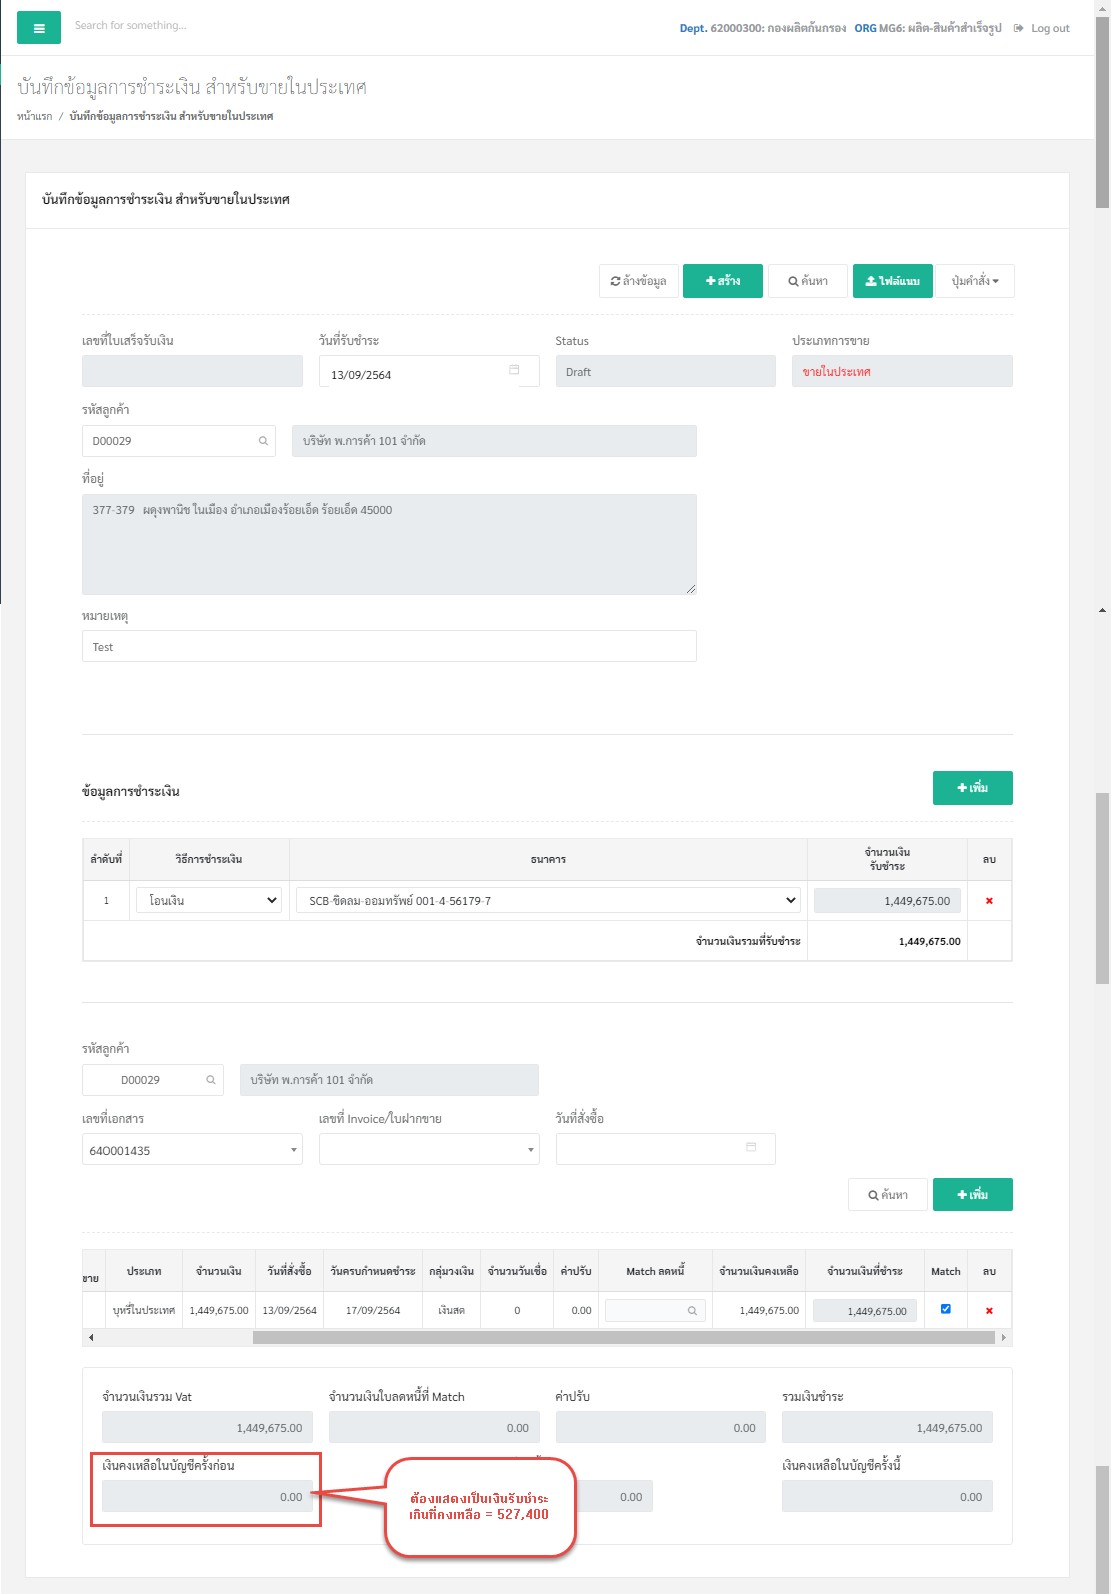 Search for something...
Dept. 62000300: กองผลิตก้นกรอง ORG MG6: ผลิต-สินค้าสำเร็จรูป Log out
บันทึกข้อมูลการชำระเงิน สำหรับขายในประเทศ
หน้าแรก / บันทึกข้อมูลการชำระเงิน สำหรับขายในประเทศ
บันทึกข้อมูลการชำระเงิน สำหรับขายในประเทศ
ล้างข้อมูล สร้าง ค้นหา ไฟล์แนบ ปุ่มคำสั่ง
เลขที่ใบเสร็จรับเงิน วันที่รับชำระ Status ประเภทการขาย
13/09/2564 Draft ขายในประเทศ
รหัสลูกค้า
D00029 บริษัท พ.การค้า 101 จำกัด
ที่อยู่
377-379 ผดุงพานิช ในเมือง อำเภอเมืองร้อยเอ็ด ร้อยเอ็ด 45000
หมายเหตุ
Test
ข้อมูลการชำระเงิน เพิ่ม
ลำดับที่ วิธีการชำระเงิน ธนาคาร จำนวนเงิน
รับชำระ ลบ
1 โอนเงิน SCB-ชิดลม-ออมทรัพย์ 001-4-56179-7 1,449,675.00
จำนวนเงินรวมที่รับชำระ 1,449,675.00
รหัสลูกค้า
D00029 บริษัท พ.การค้า 101 จำกัด
เลขที่เอกสาร เลขที่ Invoice/ใบฝากขาย วันที่สั่งซื้อ
64O001435
ค้นหา เพิ่ม
ขาย ประเภท จำนวนเงิน วันที่สั่งซื้อ วันครบกำหนดชำระ กลุ่มวงเงิน จำนวนวันเชื่อ ค่าปรับ Match ลดหนี้ จำนวนเงินคงเหลือ จำนวนเงินที่ชำระ Match ลบ
บุหรี่ในประเทศ 1,449,675.00 13/09/2564 17/09/2564 เงินสด 0 0.00 1,449,675.00 1,449,675.00
จำนวนเงินรวม Vat จำนวนเงินใบลดหนี้ที่ Match ค่าปรับ รวมเงินชำระ
1,449,675.00 0.00 0.00 1,449,675.00
เงินคงเหลือในบัญชีครั้งก่อน เงินคงเหลือในบัญชีครั้งนี้
0.00 0.00 0.00
ต้องแสดงเป็นเงินรับชำระ
เกินที่คงเหลือ = 527,400